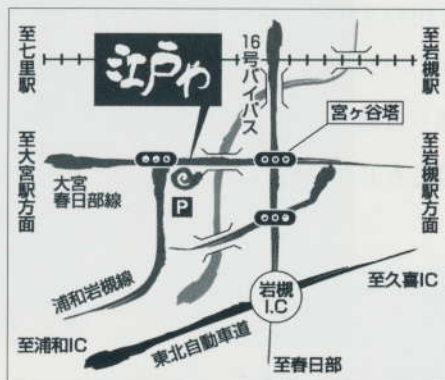 至七里駅
16号バイパス
至岩槻駅
江戸や
宮ヶ谷塔
至大宮駅方面
至岩槻駅方面
大宮
春日部線
P
浦和岩槻線
岩槻
I.C
至久喜IC
至浦和IC
東北自動車道
至春日部